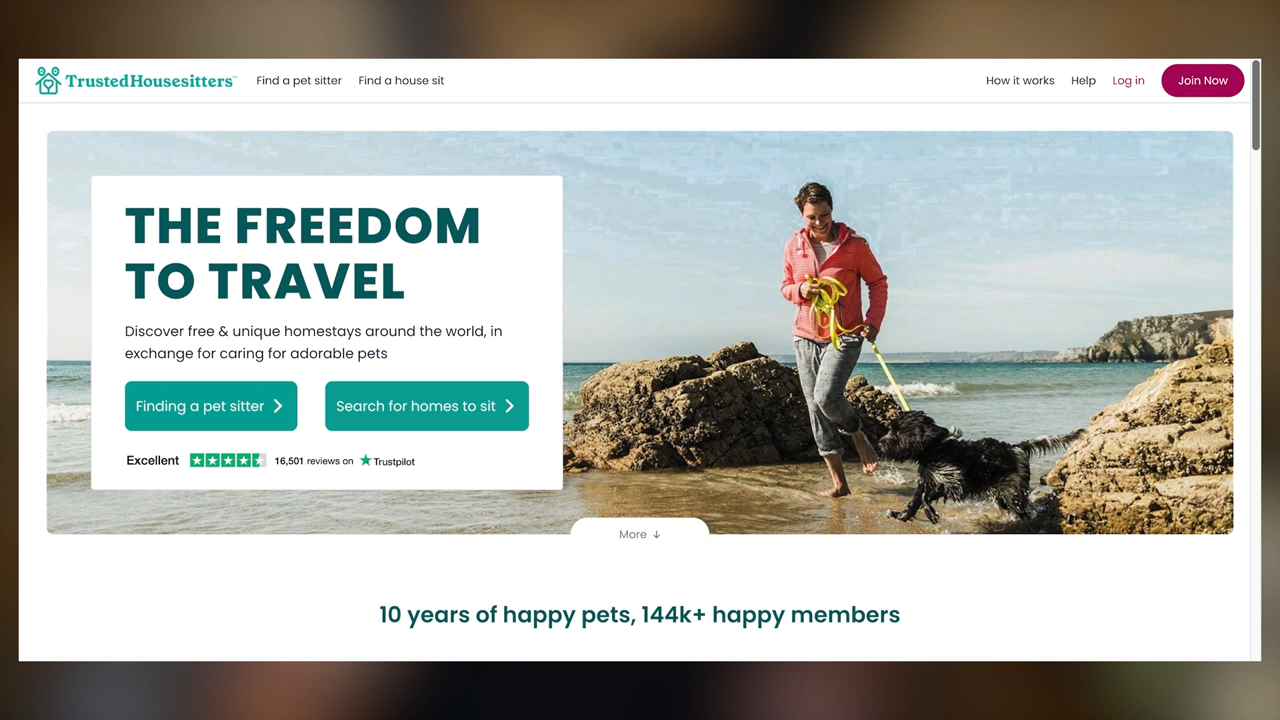 TrustedHousesitters™
Find a pet sitter
Find a house sit
How it works
Help
Log in
Join Now
THE FREEDOM
TO TRAVEL
Discover free & unique homestays around the world, in
exchange for caring for adorable pets
Finding a pet sitter
Search for homes to sit
Excellent
16,501 reviews on
Trustpilot
More ↓
10 years of happy pets, 144k+ happy members